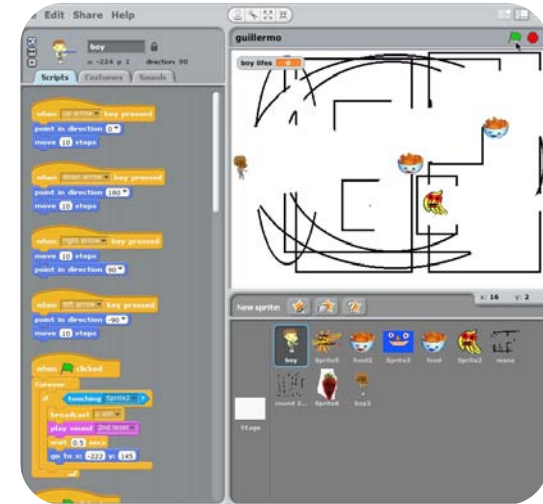 Edit Share Help
boy
x: -224 y: 1 direction: 90
Scripts Costumes Sounds
when up arrow key pressed
point in direction 0
move 10 steps
when down arrow key pressed
point in direction 180
move 10 steps
when right arrow key pressed
move 10 steps
point in direction 90
when left arrow key pressed
point in direction -90
move 10 steps
when clicked
forever
if touching Sprite2 ?
broadcast u win
play sound 2nd level
wait 0.5 secs
go to x: -222 y: 145
guillermo
boy lifes 0
x: 16 y: 2
New sprite:
boy Sprite5 food2 Sprite3 food Sprite2
round 2... Sprite6 boy2
Stage